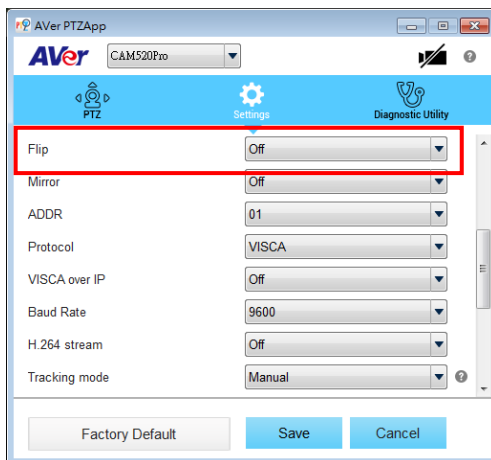 AVer PTZApp
AVer CAM520Pro ?
PTZ Settings Diagnostic Utility
Flip Off
Mirror Off
ADDR 01
Protocol VISCA
VISCA over IP Off
Baud Rate 9600
H.264 stream Off
Tracking mode Manual ?
Factory Default Save Cancel